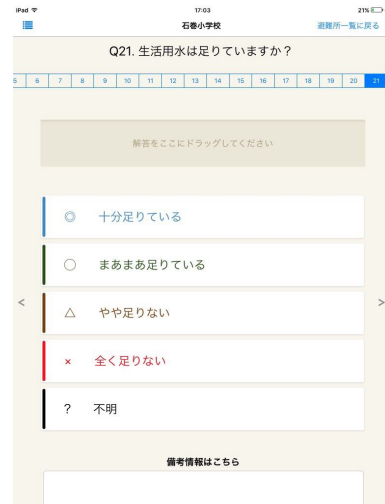 iPad 17:03 21%
石巻小学校 避難所一覧に戻る
Q21. 生活用水は足りていますか？
5 6 7 8 9 10 11 12 13 14 15 16 17 18 19 20 21
解答をここにドラッグしてください
◎ 十分足りている
○ まあまあ足りている
< >
△ やや足りない
× 全く足りない
? 不明
備考情報はこちら